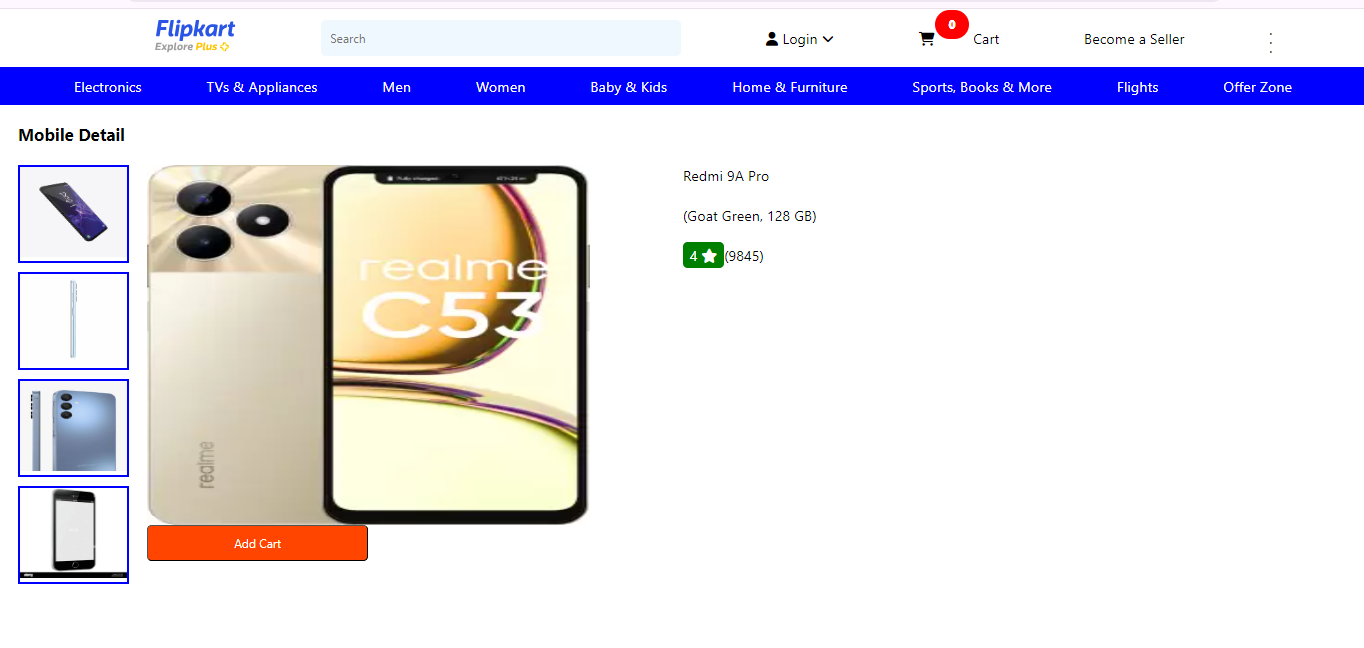 Flipkart
Explore Plus
Search
Login
0
Cart
Become a Seller
Electronics
TVs & Appliances
Men
Women
Baby & Kids
Home & Furniture
Sports, Books & More
Flights
Offer Zone
Mobile Detail
realme
C53
realme
Redmi 9A Pro
(Goat Green, 128 GB)
4 (9845)
Add Cart